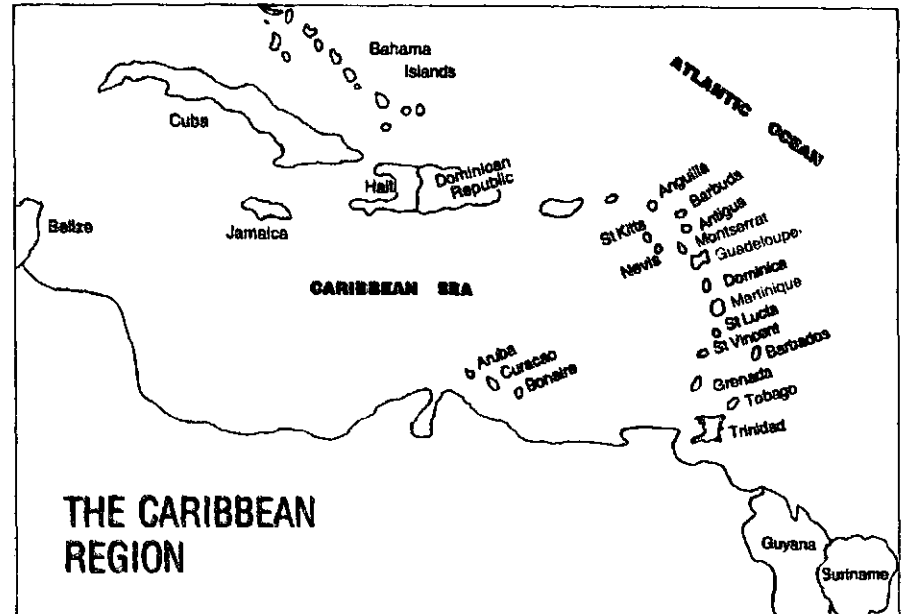 Bahama
Islands
ATLANTIC OCEAN
Cuba
Haiti
Dominican
Republic
Anguilla
Barbuda
St Kitts
Antigua
Belize
Jamaica
Montserrat
Nevis
Guadeloupe.
CARIBBEAN SEA
Dominica
Martinique
St Lucia
St Vincent
Barbados
Aruba
Curacao
Bonaire
Grenada
Tobago
Trinidad
THE CARIBBEAN
REGION
Guyana
Suriname